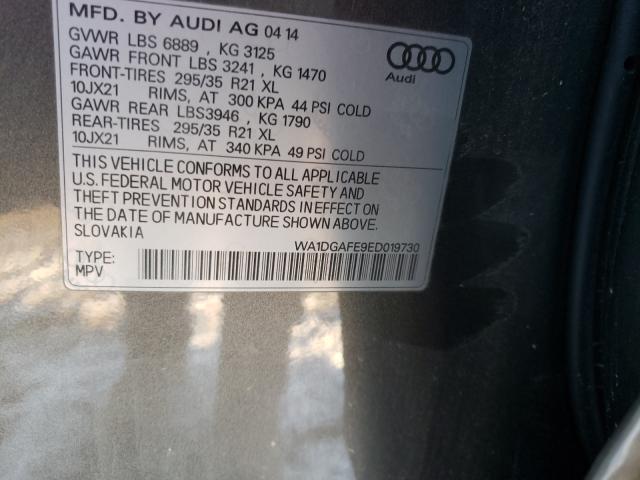 MFD. BY AUDI AG 04 14
GVWR LBS 6889 , KG 3125
GAWR FRONT LBS 3241 , KG 1470
FRONT-TIRES 295/35 R21 XL
10JX21 RIMS, AT 300 KPA 44 PSI COLD
GAWR REAR LBS3946 , KG 1790
REAR-TIRES 295/35 R21 XL
10JX21 RIMS, AT 340 KPA 49 PSI COLD
Audi
THIS VEHICLE CONFORMS TO ALL APPLICABLE
U.S. FEDERAL MOTOR VEHICLE SAFETY AND
THEFT PREVENTION STANDARDS IN EFFECT ON
THE DATE OF MANUFACTURE SHOWN ABOVE.
SLOVAKIA
WA1DGAFE9ED019730
TYPE:
MPV